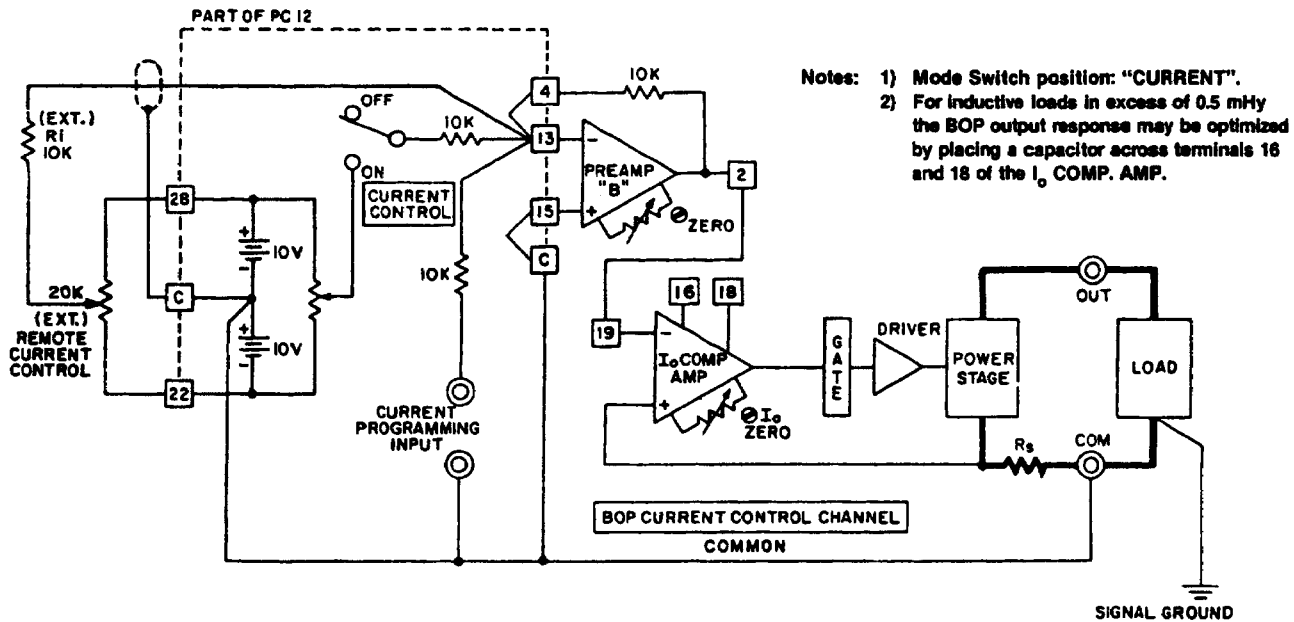 PART OF PC 12
(EXT.)
Ri
10K
OFF
10K
ON
CURRENT
CONTROL
28
+
-
10V
C
20K
(EXT.)
REMOTE
CURRENT
CONTROL
+
-
10V
22
10K
CURRENT
PROGRAMMING
INPUT
4
13
15
C
10K
-
PREAMP
"B"
+
ZERO
2
19
16
18
-
Io COMP
AMP
+
Io
ZERO
GATE
DRIVER
POWER
STAGE
OUT
LOAD
Rs
COM
BOP CURRENT CONTROL CHANNEL
COMMON
SIGNAL GROUND
Notes: 1) Mode Switch position: "CURRENT".
2) For inductive loads in excess of 0.5 mHy
the BOP output response may be optimized
by placing a capacitor across terminals 16
and 18 of the Io COMP. AMP.